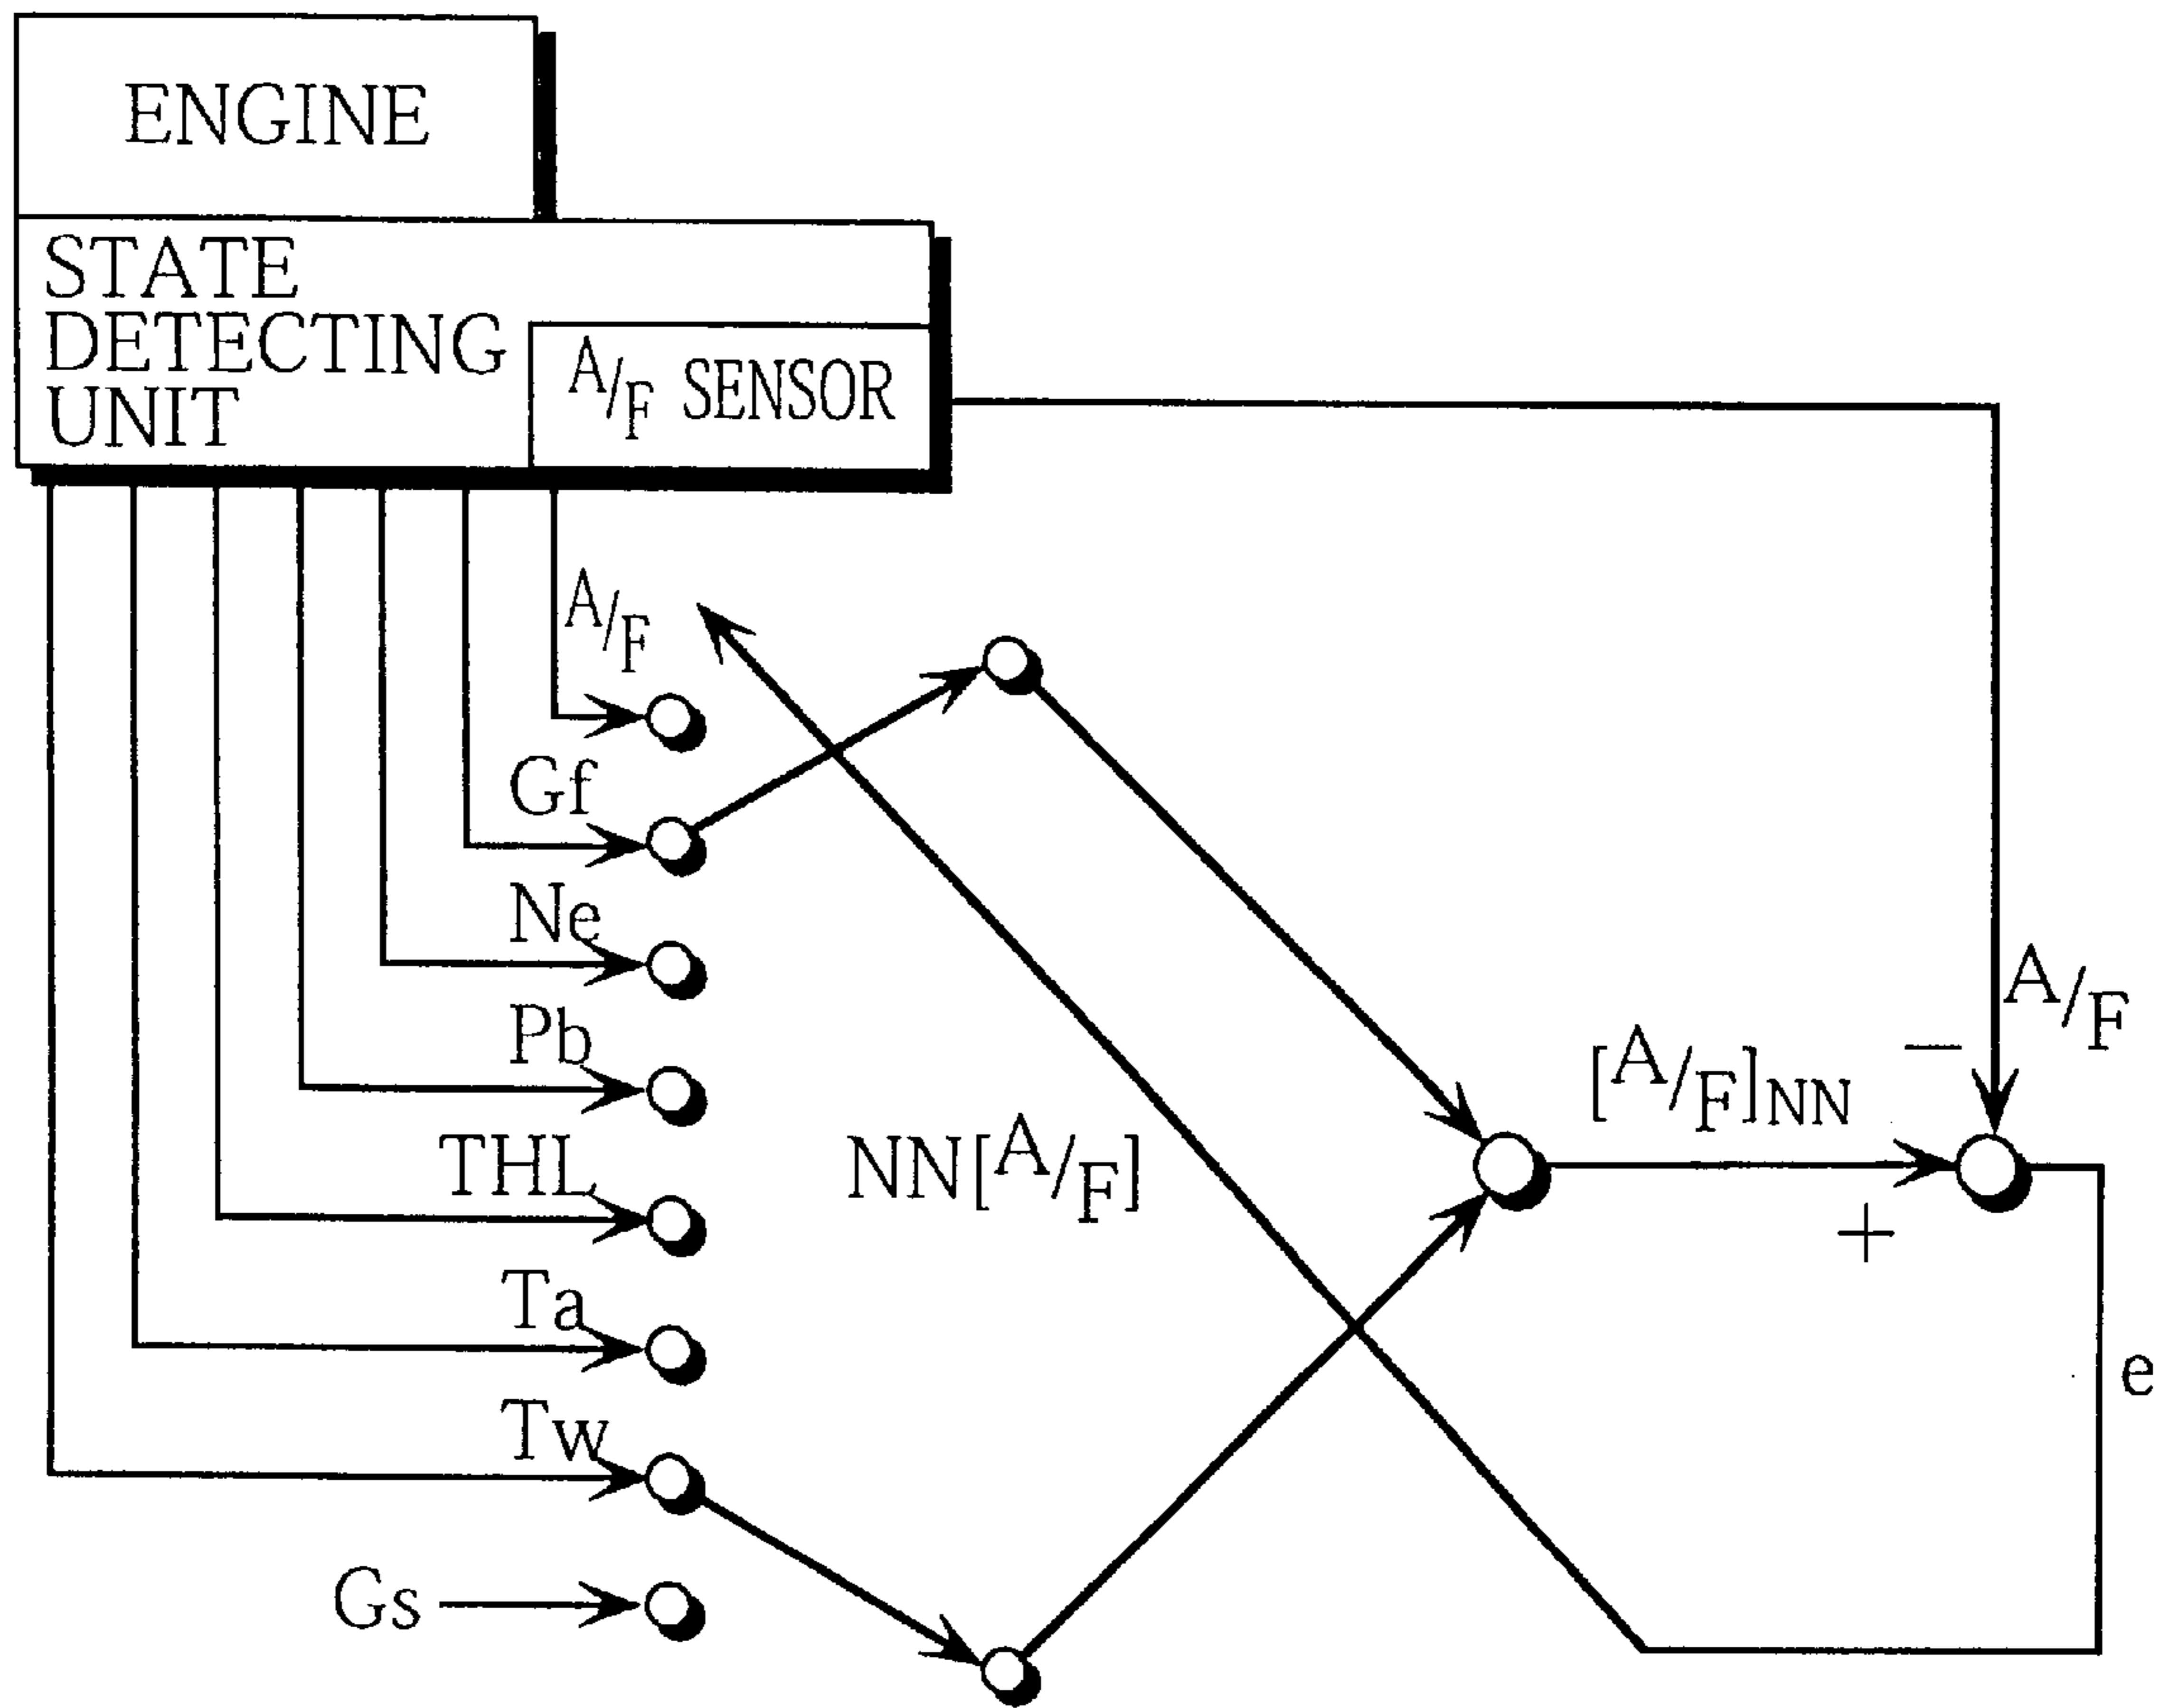 ENGINE
STATE
DETECTING
UNIT
A/F SENSOR
A/F
Gf
Ne
Pb
THL
Ta
Tw
Gs
NN[A/F]
[A/F]NN
−
A/F
+
e